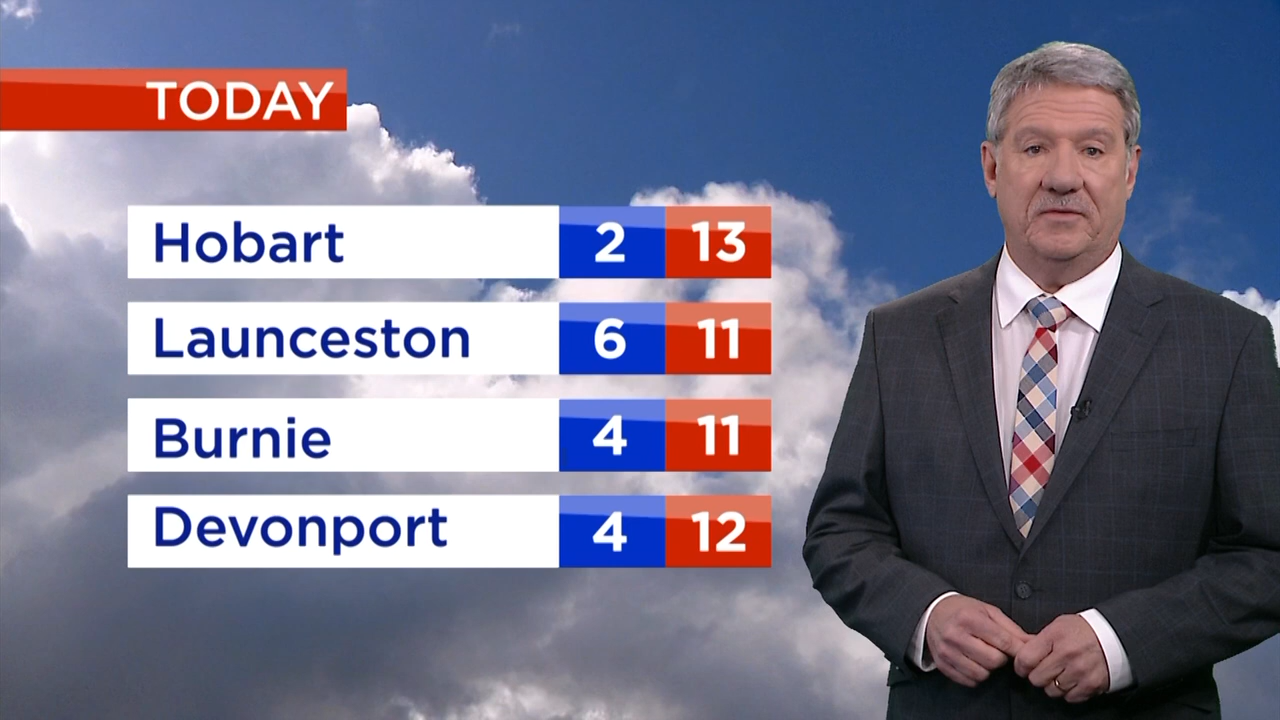 TODAY
Hobart 2 13
Launceston 6 11
Burnie 4 11
Devonport 4 12